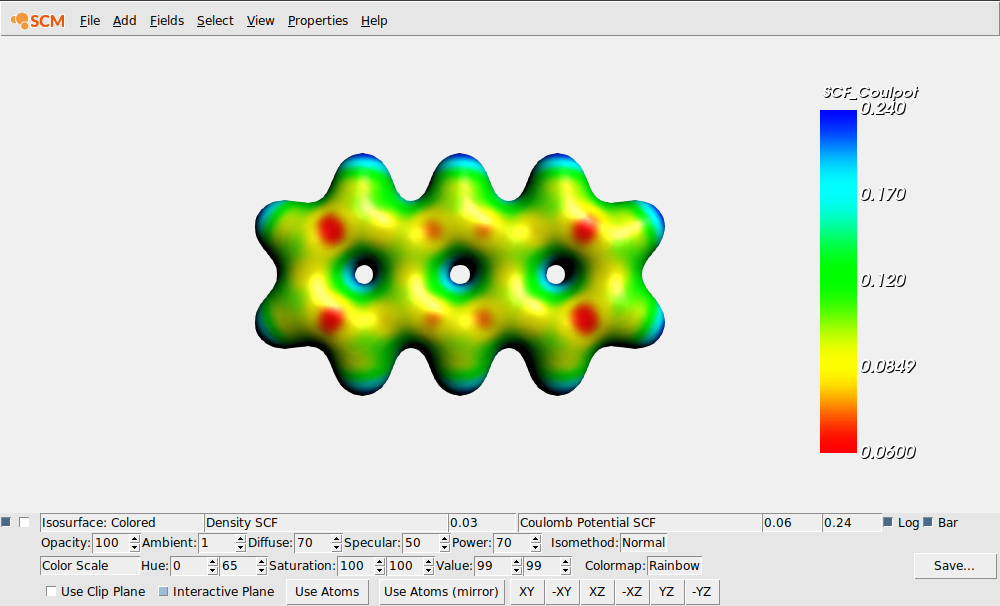 SCM File Add Fields Select View Properties Help
SCF_Coulpot
0.240
0.170
0.120
0.0849
0.0600
Isosurface: Colored Density SCF 0.03 Coulomb Potential SCF 0.06 0.24 Log Bar
Opacity: 100 Ambient: 1 Diffuse: 70 Specular: 50 Power: 70 Isomethod: Normal
Color Scale Hue: 0 65 Saturation: 100 100 Value: 99 99 Colormap: Rainbow Save...
Use Clip Plane Interactive Plane Use Atoms Use Atoms (mirror) XY -XY XZ -XZ YZ -YZ